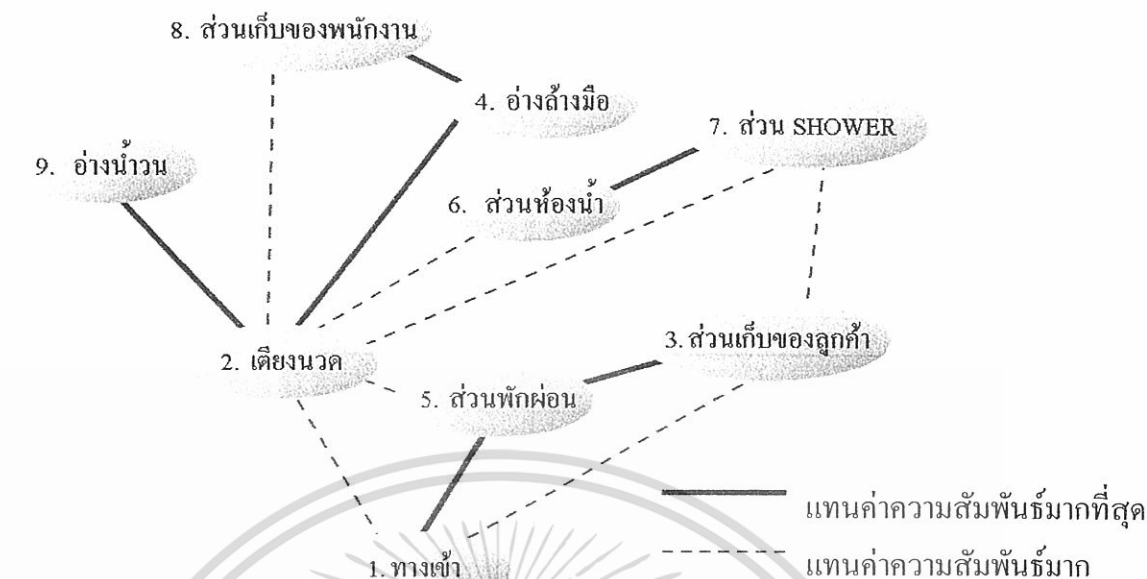 8. ส่วนเก็บของพนักงาน
4. อ่างล้างมือ
7. ส่วน SHOWER
9. อ่างน้ำวน
6. ส่วนห้องน้ำ
3. ส่วนเก็บของลูกค้า
2. เตียงนวด
5. ส่วนพักผ่อน
แทนค่าความสัมพันธ์มากที่สุด
1. ทางเข้า
แทนค่าความสัมพันธ์มาก